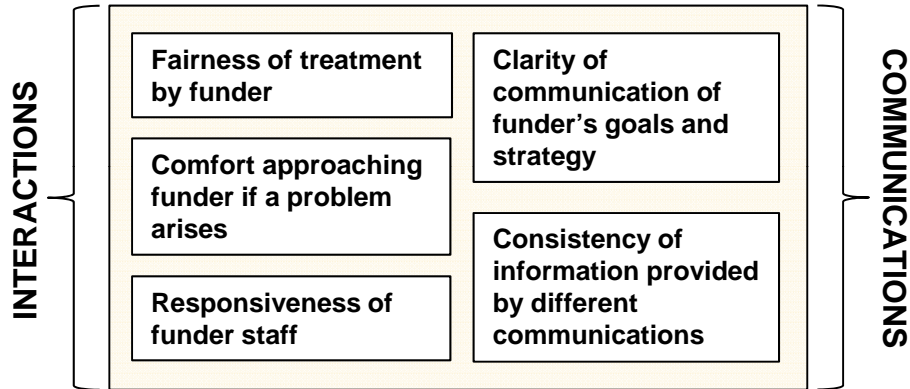 INTERACTIONS
Fairness of treatment
by funder
Comfort approaching
funder if a problem
arises
Responsiveness of
funder staff
Clarity of
communication of
funder’s goals and
strategy
Consistency of
information provided
by different
communications
COMMUNICATIONS